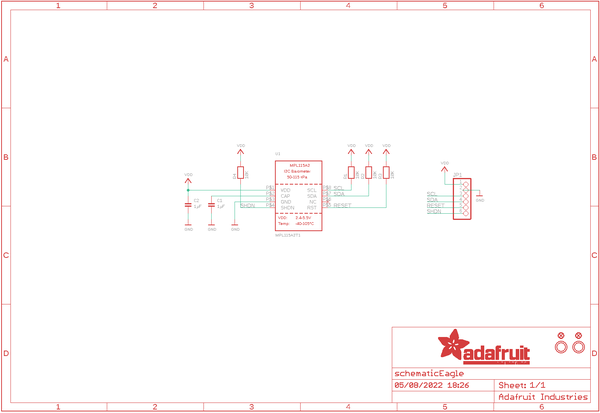 1 2 3 4 5 6
A A
VDD VDD VDD VDD
U1
MPL115A2
I2C Barometer
50-115 kPa
VDD
B B
JP1
VDD
VDD SCL SCL
CAP SDA SDA
GND NC
SHDN RST RESET
SHDN
C2
1uF
C1
1uF
SCL
SDA
RESET
SHDN
GND
VDD: 2.4-5.5V
Temp: -40-105°C
GND GND GND
MPL115A2T1
C C
D D
adafruit
schematicEagle
05/08/2022 18:26
Sheet: 1/1
Adafruit Industries
1 2 3 4 5 6